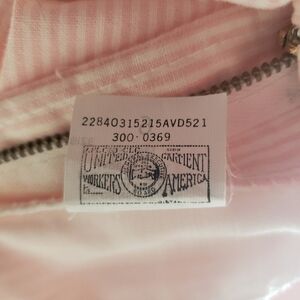 22840315215AVD521
300-0369
UNITED GARMENT
WORKERS AMERICA